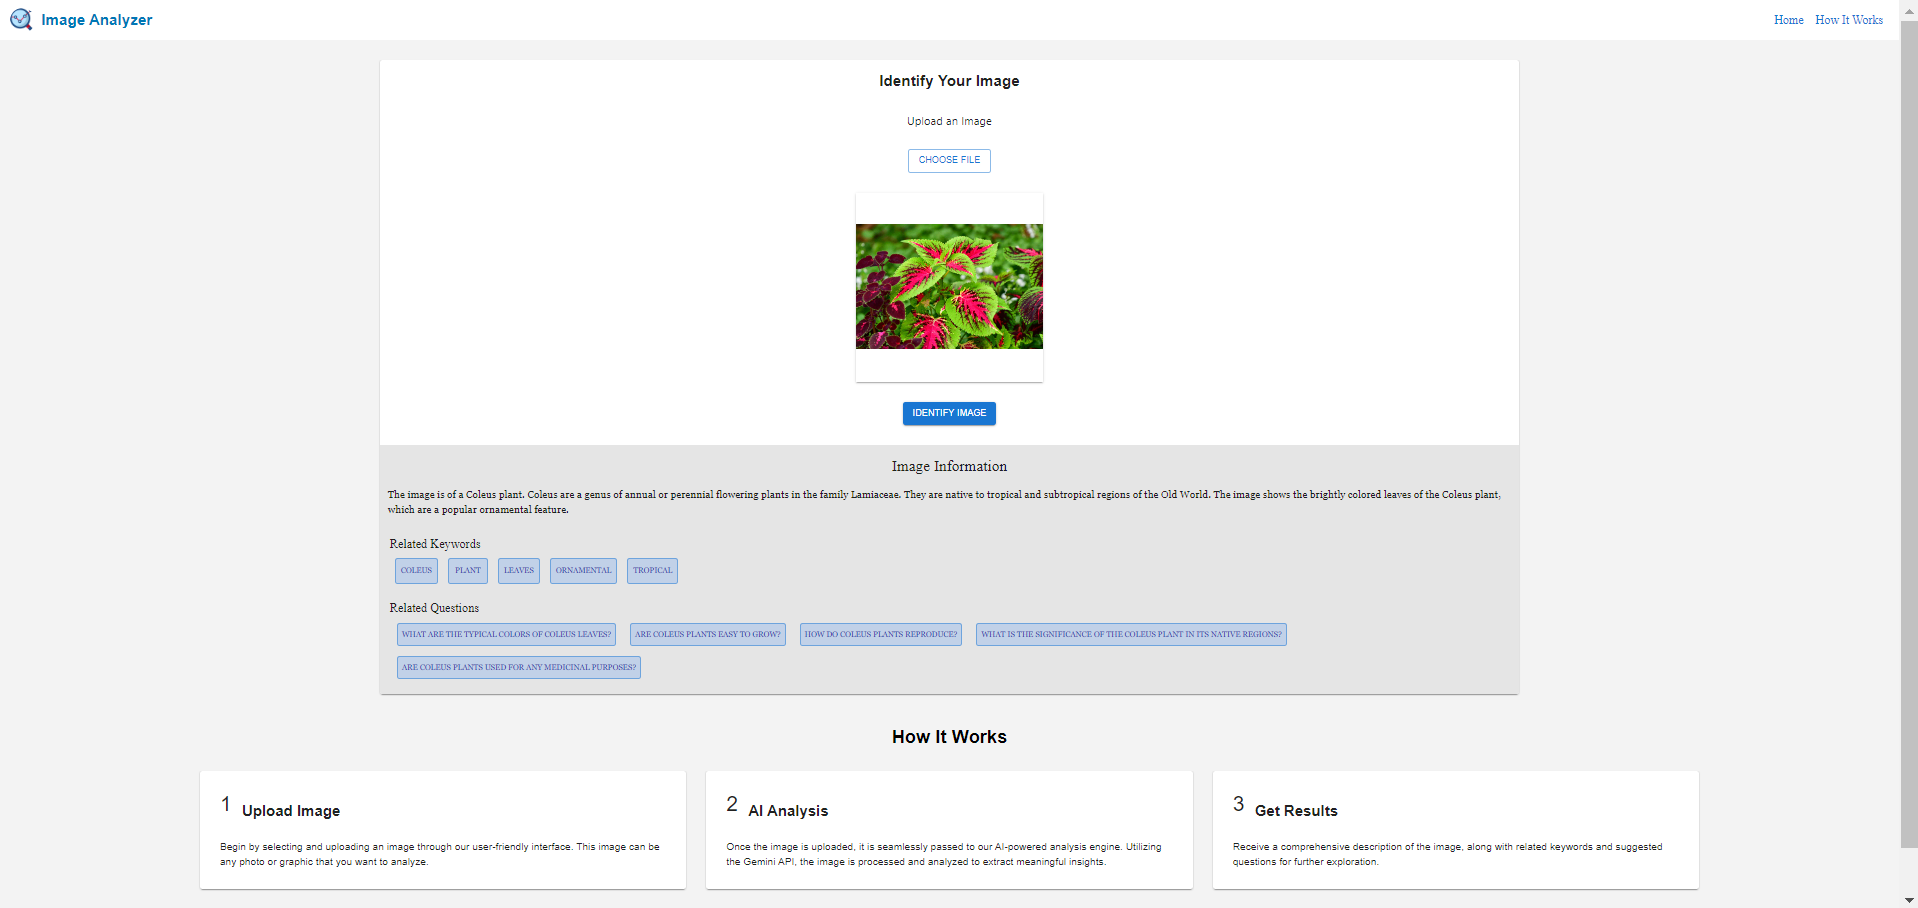 Image Analyzer
Home How It Works
Identify Your Image
Upload an Image
CHOOSE FILE
IDENTIFY IMAGE
Image Information
The image is of a Coleus plant. Coleus are a genus of annual or perennial flowering plants in the family Lamiaceae. They are native to tropical and subtropical regions of the Old World. The image shows the brightly colored leaves of the Coleus plant,
which are a popular ornamental feature.
Related Keywords
COLEUS PLANT LEAVES ORNAMENTAL TROPICAL
Related Questions
WHAT ARE THE TYPICAL COLORS OF COLEUS LEAVES? ARE COLEUS PLANTS EASY TO GROW? HOW DO COLEUS PLANTS REPRODUCE? WHAT IS THE SIGNIFICANCE OF THE COLEUS PLANT IN ITS NATIVE REGIONS?
ARE COLEUS PLANTS USED FOR ANY MEDICINAL PURPOSES?
How It Works
1 Upload Image
Begin by selecting and uploading an image through our user-friendly interface. This image can be
any photo or graphic that you want to analyze.
2 AI Analysis
Once the image is uploaded, it is seamlessly passed to our AI-powered analysis engine. Utilizing
the Gemini API, the image is processed and analyzed to extract meaningful insights.
3 Get Results
Receive a comprehensive description of the image, along with related keywords and suggested
questions for further exploration.